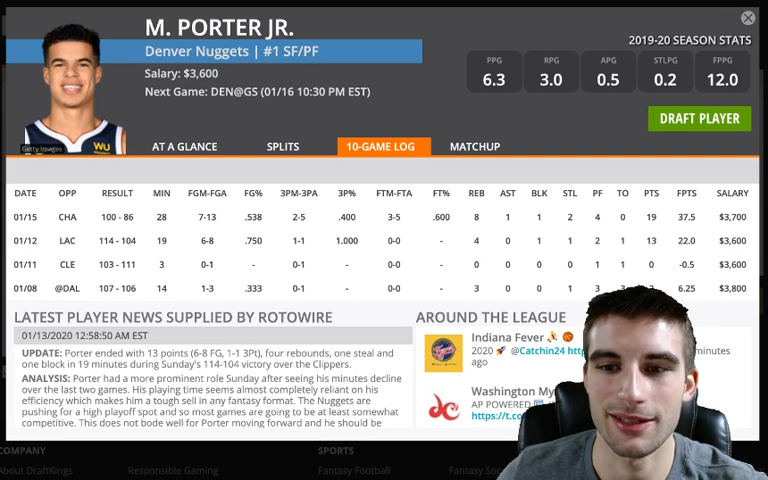 M. PORTER JR.
Denver Nuggets | #1 SF/PF
Salary: $3,600
Next Game: DEN@GS (01/16 10:30 PM EST)
2019-20 SEASON STATS
PPG RPG APG STLPG FPPG
6.3 3.0 0.5 0.2 12.0
DRAFT PLAYER
Getty Images
WU
AT A GLANCE SPLITS 10-GAME LOG MATCHUP
DATE OPP RESULT MIN FGM-FGA FG% 3PM-3PA 3P% FTM-FTA FT% REB AST BLK STL PF TO PTS FPTS SALARY
01/15 CHA 100 - 86 28 7-13 .538 2-5 .400 3-5 .600 8 1 1 2 4 0 19 37.5 $3,700
01/12 LAC 114 - 104 19 6-8 .750 1-1 1.000 0-0 - 4 0 1 1 2 1 13 22.0 $3,600
01/11 CLE 103 - 111 3 0-1 - 0-1 - 0-0 - 0 0 0 0 1 1 0 -0.5 $3,600
01/08 @DAL 107 - 106 14 1-3 .333 0-1 - 0-0 - 3 0 0 1 3 6.25 $3,800
LATEST PLAYER NEWS SUPPLIED BY ROTOWIRE
01/13/2020 12:58:50 AM EST
UPDATE: Porter ended with 13 points (6-8 FG, 1-1 3Pt), four rebounds, one steal and
one block in 19 minutes during Sunday's 114-104 victory over the Clippers.
ANALYSIS: Porter had a more prominent role Sunday after seeing his minutes decline
over the last two games. His playing time seems almost completely reliant on his
efficiency which makes him a tough sell in any fantasy format. The Nuggets are
pushing for a high playoff spot and so most games are going to be at least somewhat
competitive. This does not bode well for Porter moving forward and he should be
AROUND THE LEAGUE
Indiana Fever
2020 🚀 @Catchin24 http
minutes
ago
Washington My
AP POWERED
https://t.co
COMPANY SPORTS
About DraftKings Responsible Gaming Fantasy Football Fantasy Soc